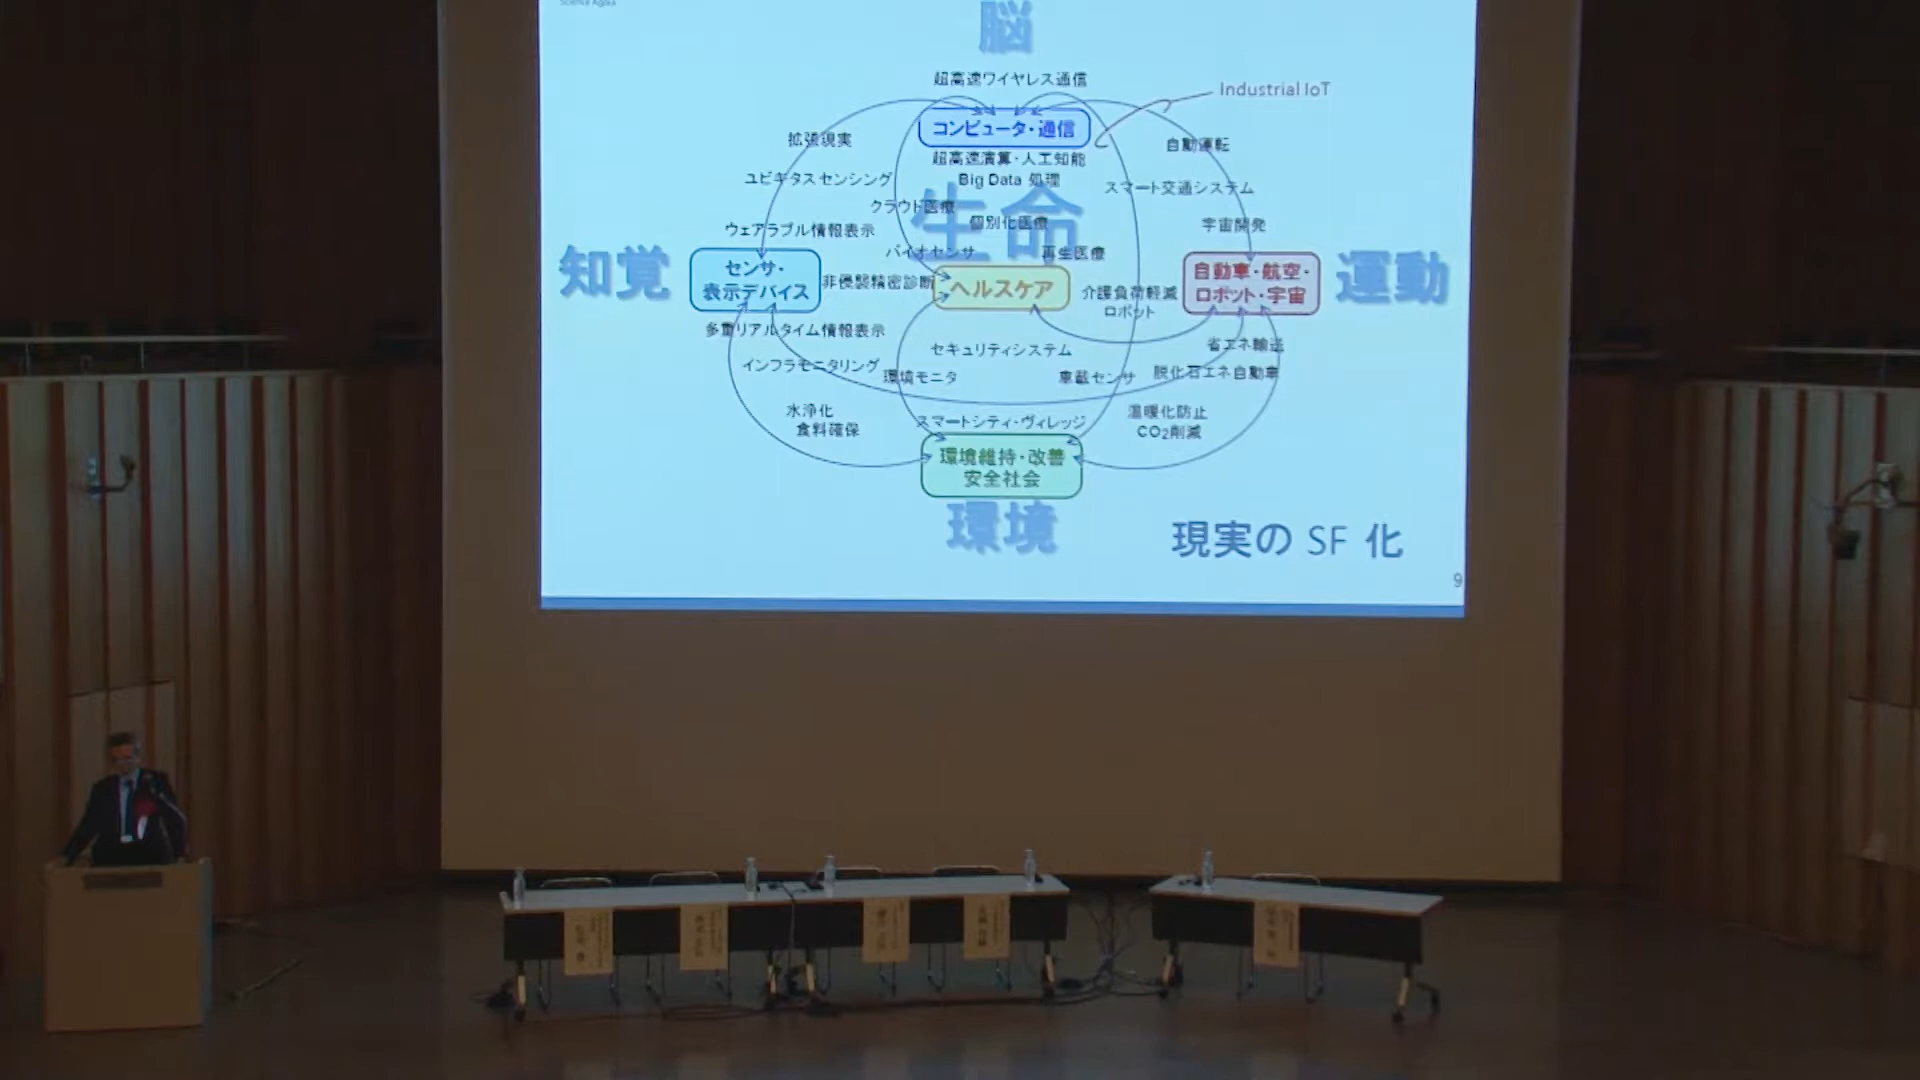 Science Agora
脳
超高速ワイヤレス通信
Industrial IoT
コンピュータ・通信
拡張現実
自動運転
超高速演算・人工知能
ユビキタスセンシング
Big Data 処理
スマート交通システム
クラウド医療
生命
個別化医療
ウェアラブル情報表示
宇宙開発
バイオセンサ
再生医療
知覚
センサ・
表示デバイス
非侵襲精密診断
ヘルスケア
介護負荷軽減
ロボット
自動車・航空・
ロボット・宇宙
運動
多重リアルタイム情報表示
セキュリティシステム
省エネ輸送
インフラモニタリング
環境モニタ
車載センサ
脱化石エネ自動車
水浄化
食料確保
スマートシティ・ヴィレッジ
温暖化防止
CO2削減
環境維持・改善
安全社会
環境
現実の SF 化
9